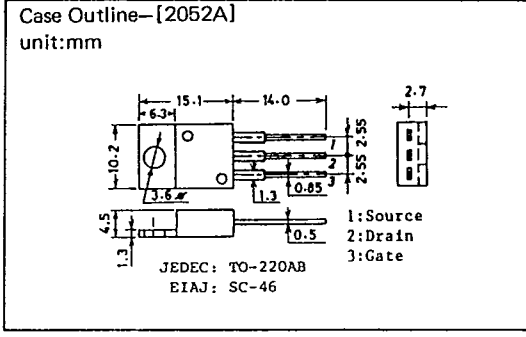 Case Outline—[2052A]
unit:mm
15.1
14.0
2.7
6.3
10.2
1
2.55
2
2.55
3
3.6ø
1.3
0.85
4.5
1.3
0.5
1:Source
2:Drain
3:Gate
JEDEC: TO-220AB
EIAJ: SC-46